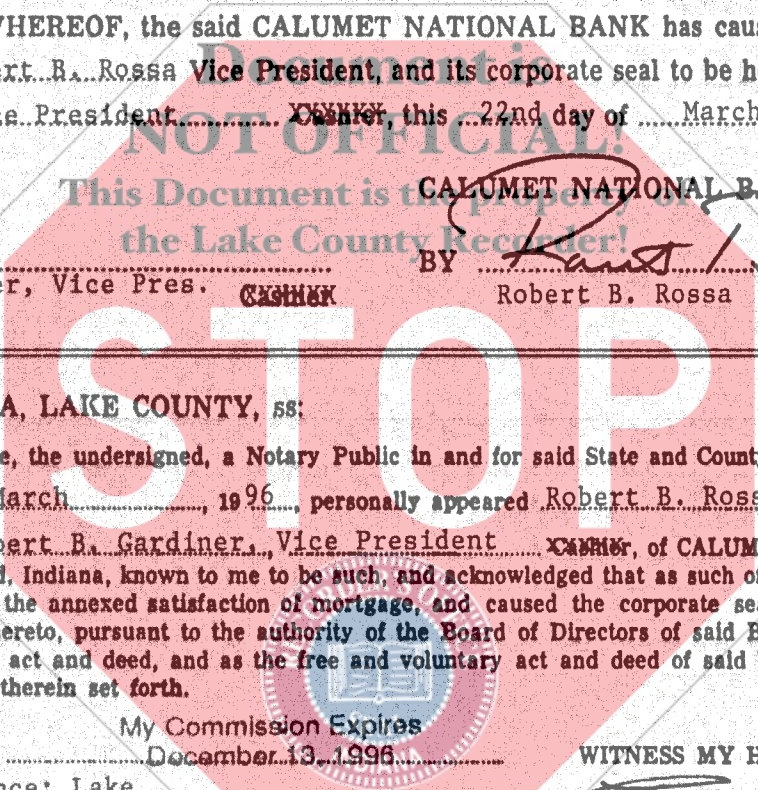 WHEREOF, the said CALUMET NATIONAL BANK has cau
rt B. Rossa Vice President, and its corporate seal to be h
e President XXXXXX, this 22nd day of March
Document is
NOT OFFICIAL!
This Document is the property of
the Lake County Recorder!
CALUMET NATIONAL B
BY
r, Vice Pres. Cashier
Robert B. Rossa
STOP
A, LAKE COUNTY, ss:
e, the undersigned, a Notary Public in and for said State and County
March, 1996, personally appeared Robert B. Ross
ert B. Gardiner, Vice President Cashier, of CALUM
d, Indiana, known to me to be such, and acknowledged that as such of
the annexed satisfaction of mortgage, and caused the corporate se
ereto, pursuant to the authority of the Board of Directors of said B
act and deed, and as the free and voluntary act and deed of said
therein set forth.
My Commission Expires
December 13, 1996
WITNESS MY H
nce: Lake
INDIANA